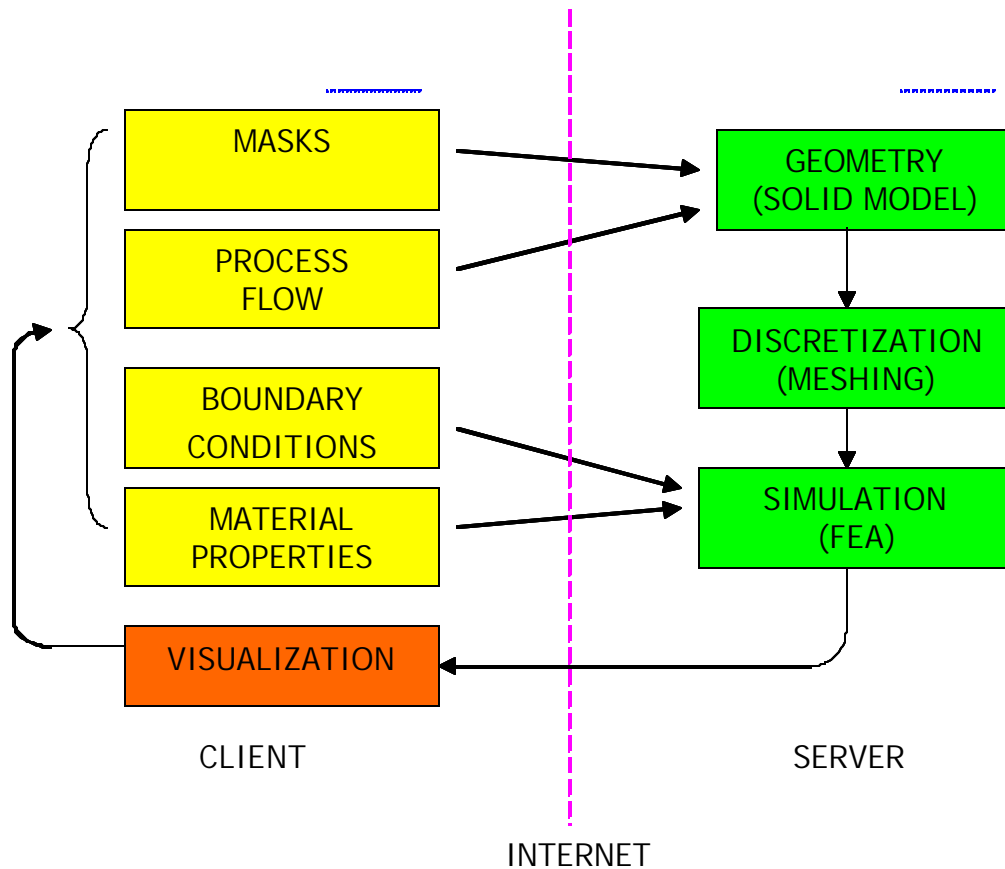 MASKS
PROCESS
FLOW
BOUNDARY
CONDITIONS
MATERIAL
PROPERTIES
VISUALIZATION
CLIENT
GEOMETRY
(SOLID MODEL)
DISCRETIZATION
(MESHING)
SIMULATION
(FEA)
SERVER
INTERNET